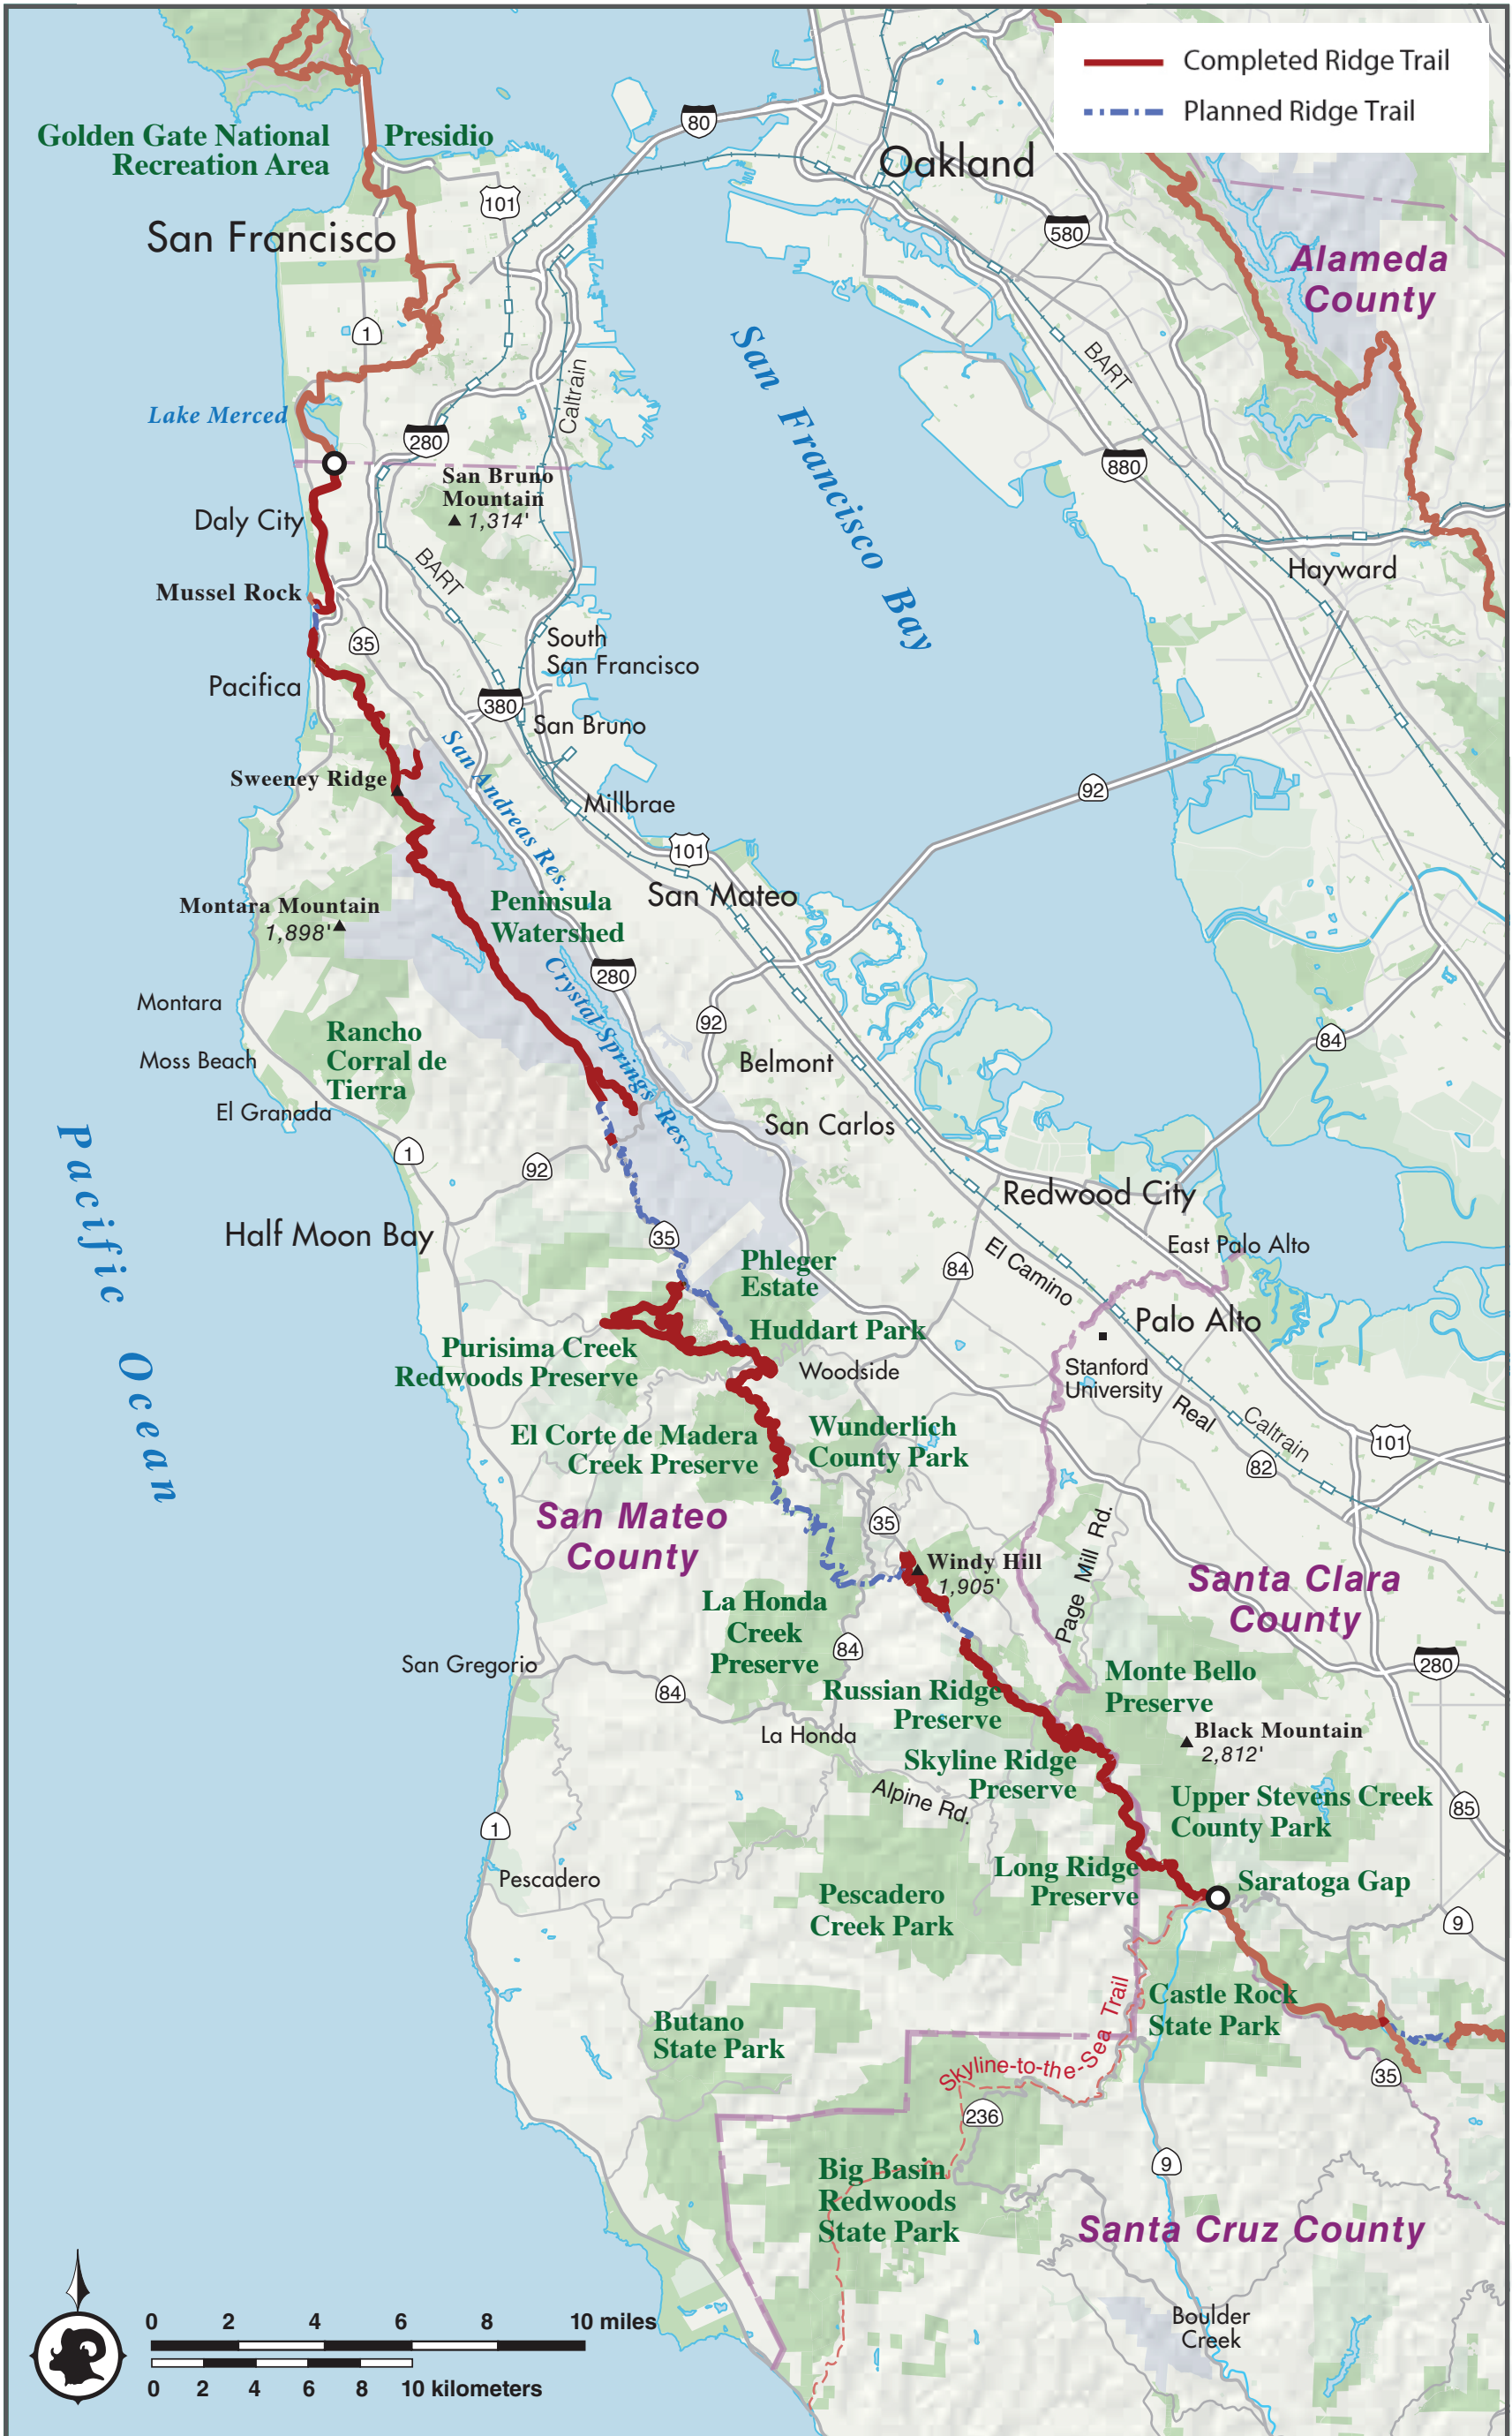 Completed Ridge Trail
Planned Ridge Trail
80
Golden Gate National
Recreation Area
Presidio
Oakland
101
San Francisco
580
Alameda
County
1
San Francisco Bay
BART
Caltrain
Lake Merced
280
880
San Bruno
Mountain
1,314'
Daly City
BART
Hayward
Mussel Rock
35
South
San Francisco
Pacifica
380
San Bruno
San Andreas Res.
Sweeney Ridge
92
Millbrae
101
San Mateo
Peninsula
Watershed
Montara Mountain
1,898'
280
Crystal Springs Res.
Montara
92
Rancho
Corral de
Tierra
84
Moss Beach
Belmont
El Granada
San Carlos
Pacific Ocean
1
92
Redwood City
Half Moon Bay
35
East Palo Alto
84
El Camino
Real
Phleger
Estate
Palo Alto
Huddart Park
Purisima Creek
Redwoods Preserve
Woodside
Stanford
University
Caltrain
101
82
El Corte de Madera
Creek Preserve
Wunderlich
County Park
San Mateo
County
35
Page Mill Rd.
Windy Hill
1,905'
Santa Clara
County
La Honda
Creek
Preserve
84
280
San Gregorio
84
Monte Bello
Preserve
Russian Ridge
Preserve
La Honda
Black Mountain
2,812'
Skyline Ridge
Preserve
Alpine Rd.
Upper Stevens Creek
County Park
85
1
Long Ridge
Preserve
Pescadero
Saratoga Gap
Pescadero
Creek Park
9
Castle Rock
State Park
Skyline-to-the-Sea Trail
Butano
State Park
35
236
9
Big Basin
Redwoods
State Park
Santa Cruz County
Boulder
Creek
0 2 4 6 8 10 miles
0 2 4 6 8 10 kilometers